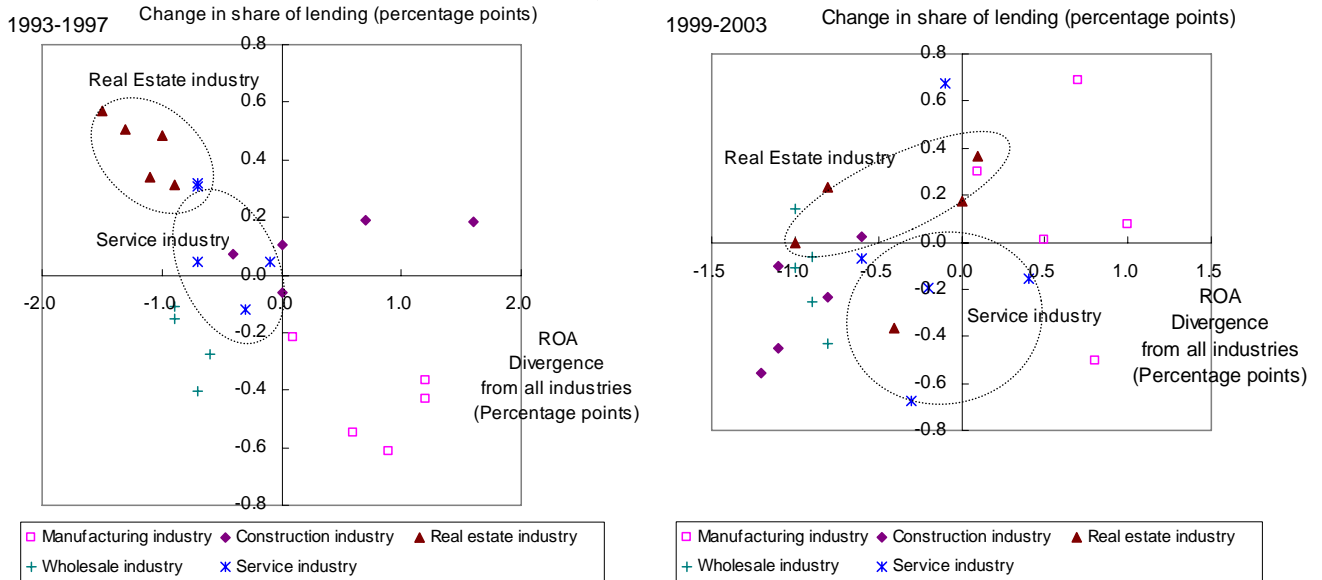 1993-1997
Change in share of lending (percentage points)
0.8
0.6
0.4
0.2
0.0
-0.2
-0.4
-0.6
-0.8
-2.0
-1.0
0.0
1.0
2.0
Real Estate industry
Service industry
ROA
Divergence
from all industries
(Percentage points)
Manufacturing industry
Construction industry
Real estate industry
Wholesale industry
Service industry
1999-2003
Change in share of lending (percentage points)
0.8
0.6
0.4
0.2
0.0
-0.2
-0.4
-0.6
-0.8
-1.5
-1.0
-0.5
0.0
0.5
1.0
1.5
Real Estate industry
Service industry
ROA
Divergence
from all industries
(Percentage points)
Manufacturing industry
Construction industry
Real estate industry
Wholesale industry
Service industry